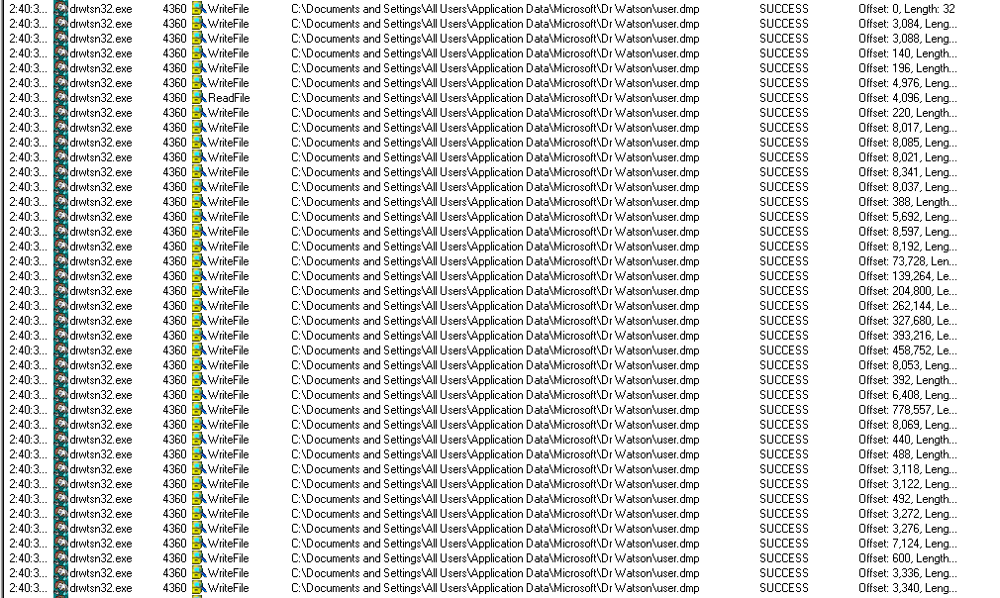 2:40:3... drwtsn32.exe 4360 WriteFile C:\Documents and Settings\All Users\Application Data\Microsoft\Dr Watson\user.dmp SUCCESS Offset: 0, Length: 32
2:40:3... drwtsn32.exe 4360 WriteFile C:\Documents and Settings\All Users\Application Data\Microsoft\Dr Watson\user.dmp SUCCESS Offset: 3,084, Leng...
2:40:3... drwtsn32.exe 4360 WriteFile C:\Documents and Settings\All Users\Application Data\Microsoft\Dr Watson\user.dmp SUCCESS Offset: 3,088, Leng...
2:40:3... drwtsn32.exe 4360 WriteFile C:\Documents and Settings\All Users\Application Data\Microsoft\Dr Watson\user.dmp SUCCESS Offset: 140, Length...
2:40:3... drwtsn32.exe 4360 WriteFile C:\Documents and Settings\All Users\Application Data\Microsoft\Dr Watson\user.dmp SUCCESS Offset: 196, Length...
2:40:3... drwtsn32.exe 4360 WriteFile C:\Documents and Settings\All Users\Application Data\Microsoft\Dr Watson\user.dmp SUCCESS Offset: 4,976, Leng...
2:40:3... drwtsn32.exe 4360 ReadFile C:\Documents and Settings\All Users\Application Data\Microsoft\Dr Watson\user.dmp SUCCESS Offset: 4,096, Leng...
2:40:3... drwtsn32.exe 4360 WriteFile C:\Documents and Settings\All Users\Application Data\Microsoft\Dr Watson\user.dmp SUCCESS Offset: 220, Length...
2:40:3... drwtsn32.exe 4360 WriteFile C:\Documents and Settings\All Users\Application Data\Microsoft\Dr Watson\user.dmp SUCCESS Offset: 8,017, Leng...
2:40:3... drwtsn32.exe 4360 WriteFile C:\Documents and Settings\All Users\Application Data\Microsoft\Dr Watson\user.dmp SUCCESS Offset: 8,085, Leng...
2:40:3... drwtsn32.exe 4360 WriteFile C:\Documents and Settings\All Users\Application Data\Microsoft\Dr Watson\user.dmp SUCCESS Offset: 8,021, Leng...
2:40:3... drwtsn32.exe 4360 WriteFile C:\Documents and Settings\All Users\Application Data\Microsoft\Dr Watson\user.dmp SUCCESS Offset: 8,341, Leng...
2:40:3... drwtsn32.exe 4360 WriteFile C:\Documents and Settings\All Users\Application Data\Microsoft\Dr Watson\user.dmp SUCCESS Offset: 8,037, Leng...
2:40:3... drwtsn32.exe 4360 WriteFile C:\Documents and Settings\All Users\Application Data\Microsoft\Dr Watson\user.dmp SUCCESS Offset: 388, Length...
2:40:3... drwtsn32.exe 4360 WriteFile C:\Documents and Settings\All Users\Application Data\Microsoft\Dr Watson\user.dmp SUCCESS Offset: 5,692, Leng...
2:40:3... drwtsn32.exe 4360 WriteFile C:\Documents and Settings\All Users\Application Data\Microsoft\Dr Watson\user.dmp SUCCESS Offset: 8,597, Leng...
2:40:3... drwtsn32.exe 4360 WriteFile C:\Documents and Settings\All Users\Application Data\Microsoft\Dr Watson\user.dmp SUCCESS Offset: 8,192, Leng...
2:40:3... drwtsn32.exe 4360 WriteFile C:\Documents and Settings\All Users\Application Data\Microsoft\Dr Watson\user.dmp SUCCESS Offset: 73,728, Len...
2:40:3... drwtsn32.exe 4360 WriteFile C:\Documents and Settings\All Users\Application Data\Microsoft\Dr Watson\user.dmp SUCCESS Offset: 139,264, Le...
2:40:3... drwtsn32.exe 4360 WriteFile C:\Documents and Settings\All Users\Application Data\Microsoft\Dr Watson\user.dmp SUCCESS Offset: 204,800, Le...
2:40:3... drwtsn32.exe 4360 WriteFile C:\Documents and Settings\All Users\Application Data\Microsoft\Dr Watson\user.dmp SUCCESS Offset: 262,144, Le...
2:40:3... drwtsn32.exe 4360 WriteFile C:\Documents and Settings\All Users\Application Data\Microsoft\Dr Watson\user.dmp SUCCESS Offset: 327,680, Le...
2:40:3... drwtsn32.exe 4360 WriteFile C:\Documents and Settings\All Users\Application Data\Microsoft\Dr Watson\user.dmp SUCCESS Offset: 393,216, Le...
2:40:3... drwtsn32.exe 4360 WriteFile C:\Documents and Settings\All Users\Application Data\Microsoft\Dr Watson\user.dmp SUCCESS Offset: 458,752, Le...
2:40:3... drwtsn32.exe 4360 WriteFile C:\Documents and Settings\All Users\Application Data\Microsoft\Dr Watson\user.dmp SUCCESS Offset: 8,053, Leng...
2:40:3... drwtsn32.exe 4360 WriteFile C:\Documents and Settings\All Users\Application Data\Microsoft\Dr Watson\user.dmp SUCCESS Offset: 392, Length...
2:40:3... drwtsn32.exe 4360 WriteFile C:\Documents and Settings\All Users\Application Data\Microsoft\Dr Watson\user.dmp SUCCESS Offset: 6,408, Leng...
2:40:3... drwtsn32.exe 4360 WriteFile C:\Documents and Settings\All Users\Application Data\Microsoft\Dr Watson\user.dmp SUCCESS Offset: 778,557, Le...
2:40:3... drwtsn32.exe 4360 WriteFile C:\Documents and Settings\All Users\Application Data\Microsoft\Dr Watson\user.dmp SUCCESS Offset: 8,069, Leng...
2:40:3... drwtsn32.exe 4360 WriteFile C:\Documents and Settings\All Users\Application Data\Microsoft\Dr Watson\user.dmp SUCCESS Offset: 440, Length...
2:40:3... drwtsn32.exe 4360 WriteFile C:\Documents and Settings\All Users\Application Data\Microsoft\Dr Watson\user.dmp SUCCESS Offset: 488, Length...
2:40:3... drwtsn32.exe 4360 WriteFile C:\Documents and Settings\All Users\Application Data\Microsoft\Dr Watson\user.dmp SUCCESS Offset: 3,118, Leng...
2:40:3... drwtsn32.exe 4360 WriteFile C:\Documents and Settings\All Users\Application Data\Microsoft\Dr Watson\user.dmp SUCCESS Offset: 3,122, Leng...
2:40:3... drwtsn32.exe 4360 WriteFile C:\Documents and Settings\All Users\Application Data\Microsoft\Dr Watson\user.dmp SUCCESS Offset: 492, Length...
2:40:3... drwtsn32.exe 4360 WriteFile C:\Documents and Settings\All Users\Application Data\Microsoft\Dr Watson\user.dmp SUCCESS Offset: 3,272, Leng...
2:40:3... drwtsn32.exe 4360 WriteFile C:\Documents and Settings\All Users\Application Data\Microsoft\Dr Watson\user.dmp SUCCESS Offset: 3,276, Leng...
2:40:3... drwtsn32.exe 4360 WriteFile C:\Documents and Settings\All Users\Application Data\Microsoft\Dr Watson\user.dmp SUCCESS Offset: 7,124, Leng...
2:40:3... drwtsn32.exe 4360 WriteFile C:\Documents and Settings\All Users\Application Data\Microsoft\Dr Watson\user.dmp SUCCESS Offset: 600, Length...
2:40:3... drwtsn32.exe 4360 WriteFile C:\Documents and Settings\All Users\Application Data\Microsoft\Dr Watson\user.dmp SUCCESS Offset: 3,336, Leng...
2:40:3... drwtsn32.exe 4360 WriteFile C:\Documents and Settings\All Users\Application Data\Microsoft\Dr Watson\user.dmp SUCCESS Offset: 3,340, Leng...